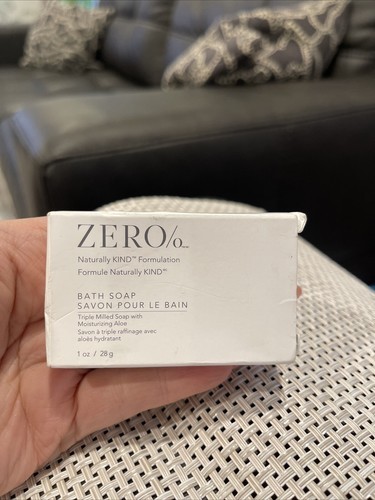 ZERO%
Naturally KIND™ Formulation
Formule Naturally KIND™
BATH SOAP
SAVON POUR LE BAIN
Triple Milled Soap with
Moisturizing Aloe
Savon à triple raffinage avec
aloès hydratant
1 oz / 28 g